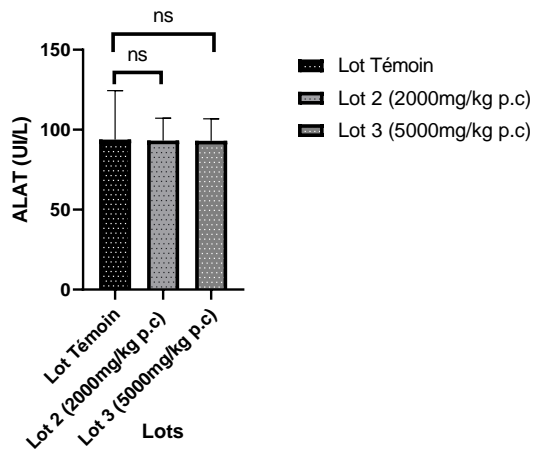 ns
ns
150
100
50
0
ALAT (UI/L)
Lot Témoin
Lot 2 (2000mg/kg p.c)
Lot 3 (5000mg/kg p.c)
Lots
Lot Témoin
Lot 2 (2000mg/kg p.c)
Lot 3 (5000mg/kg p.c)